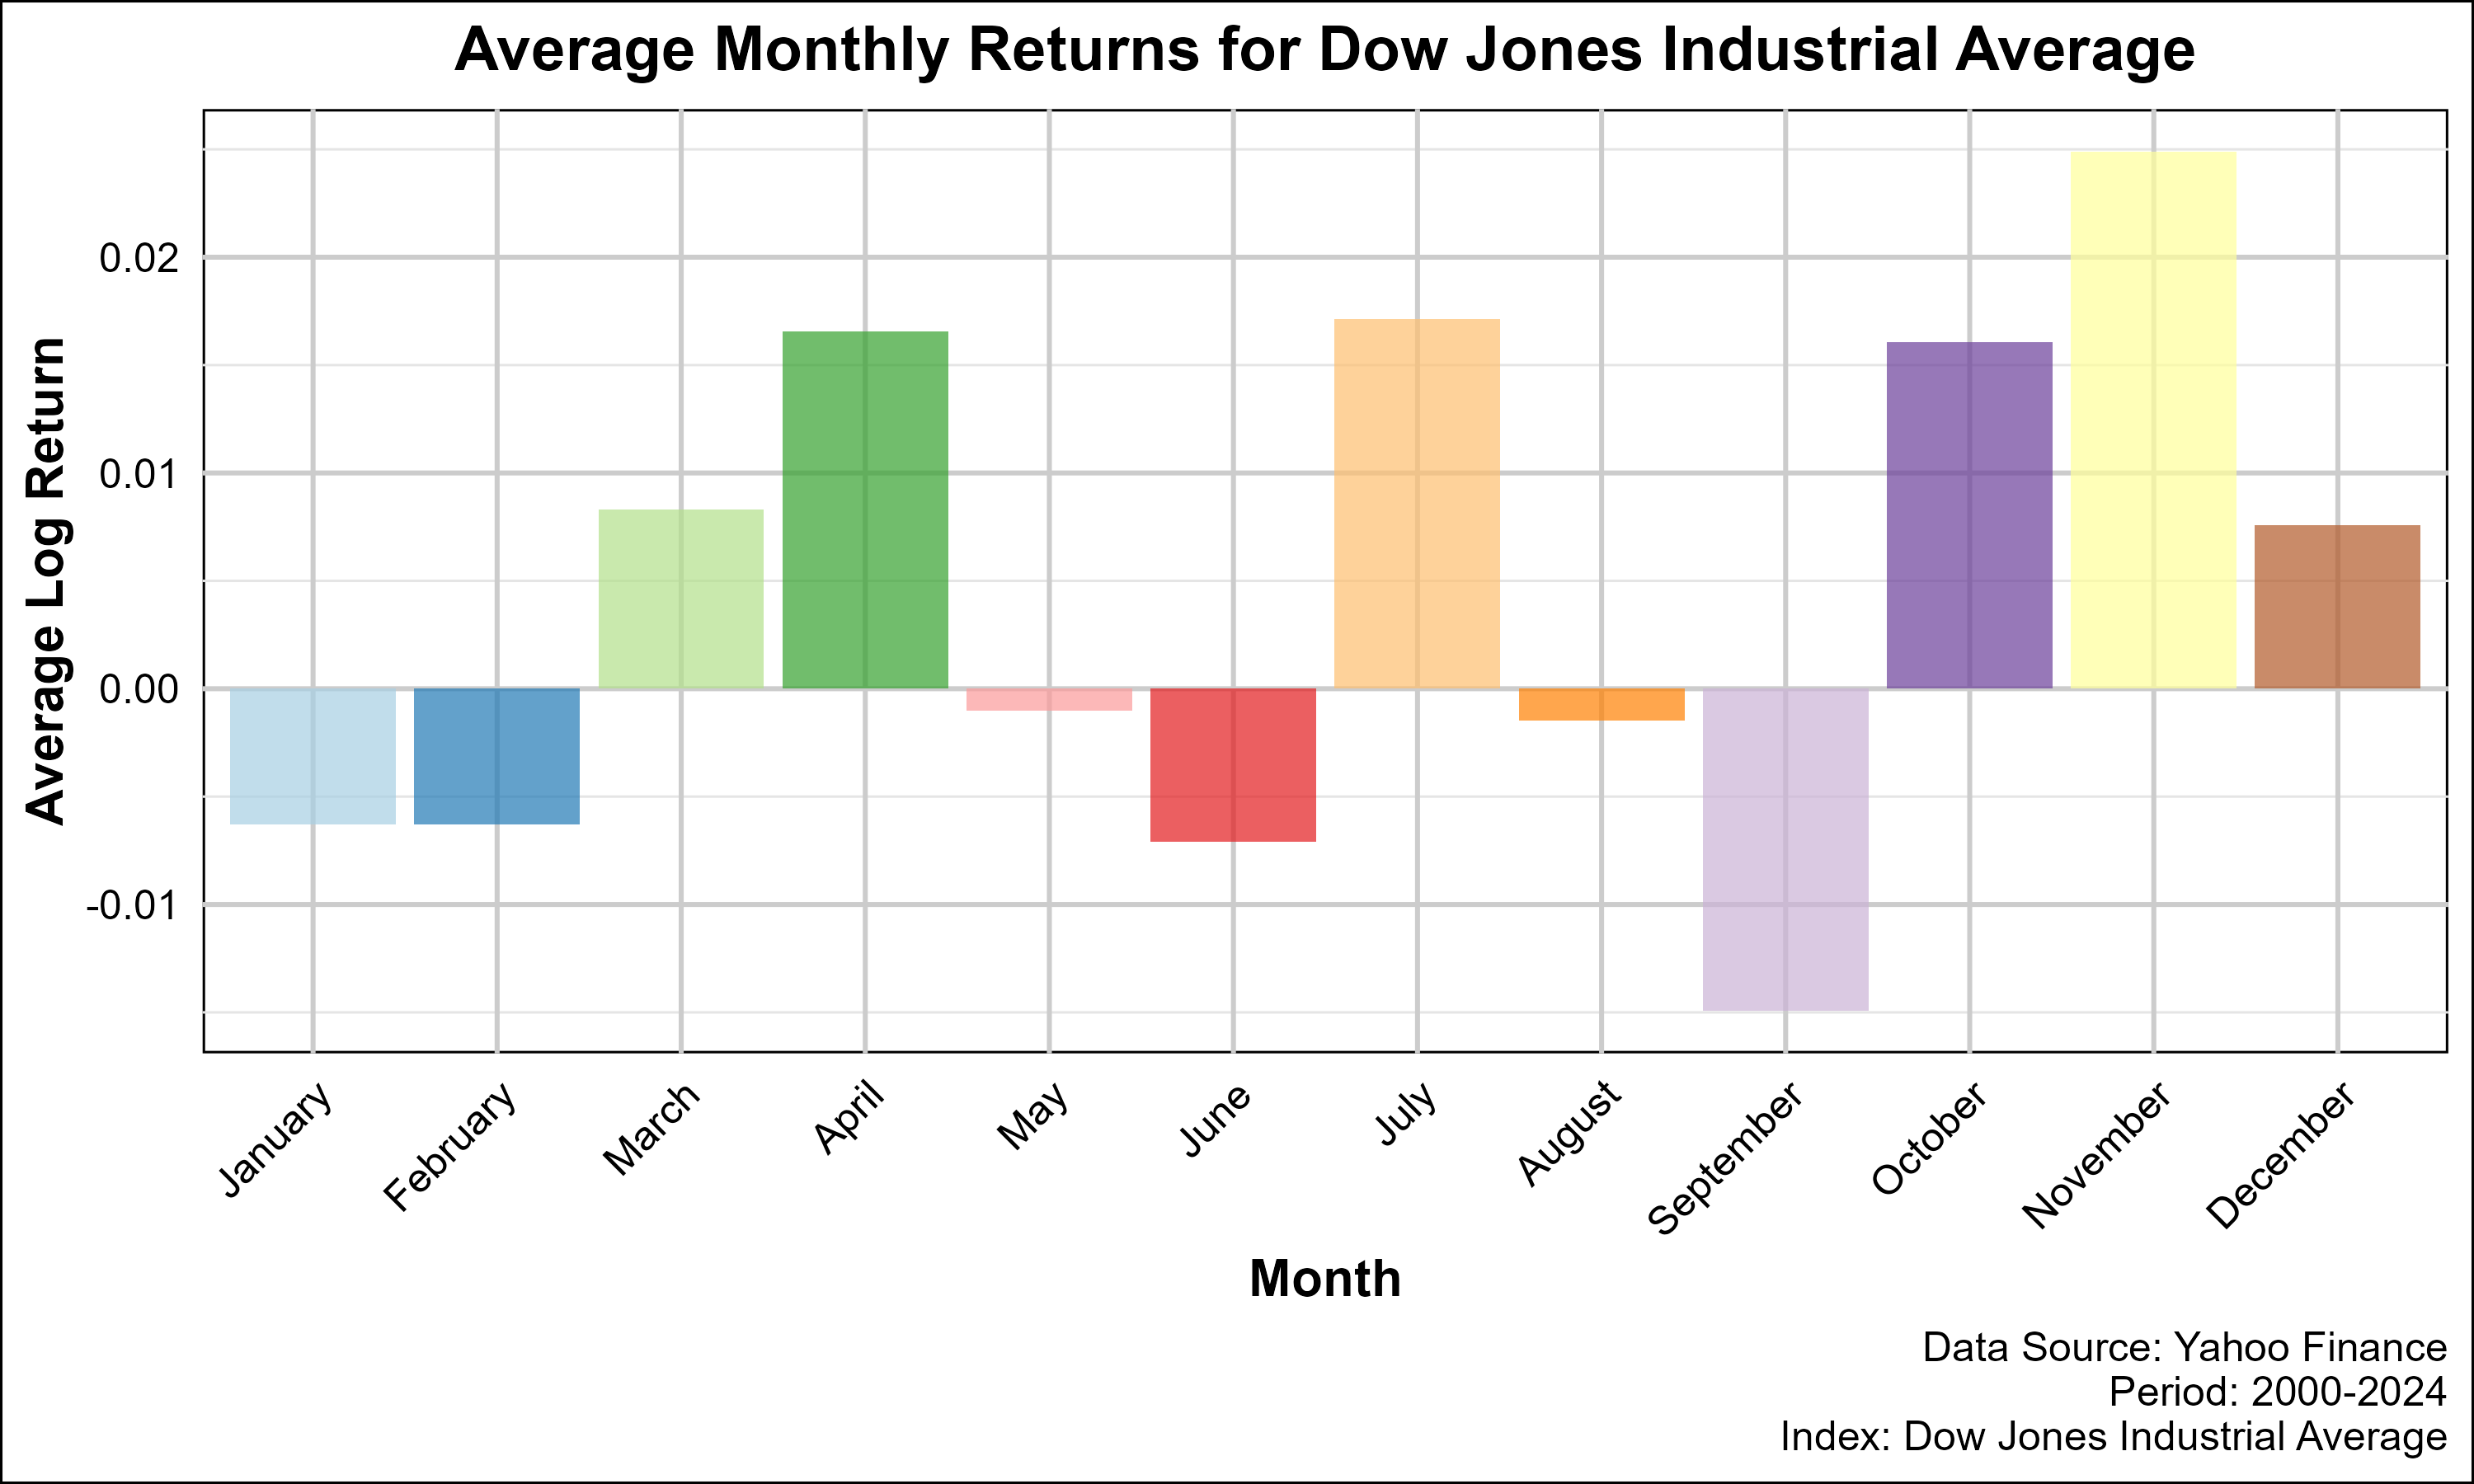 Average Monthly Returns for Dow Jones Industrial Average
Average Log Return
0.02
0.01
0.00
-0.01
January
February
March
April
May
June
July
August
September
October
November
December
Month
Data Source: Yahoo Finance
Period: 2000-2024
Index: Dow Jones Industrial Average